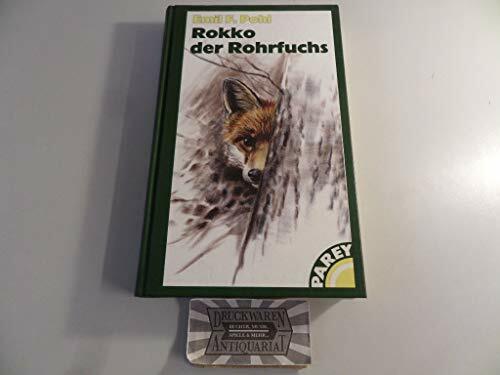 Emil F. Pohl
Rokko
der Rohrfuchs
PAREY
DRUCKWAREN
BÜCHER, MUSIK,
SPIELE & MEHR...
ANTIQUARIAT